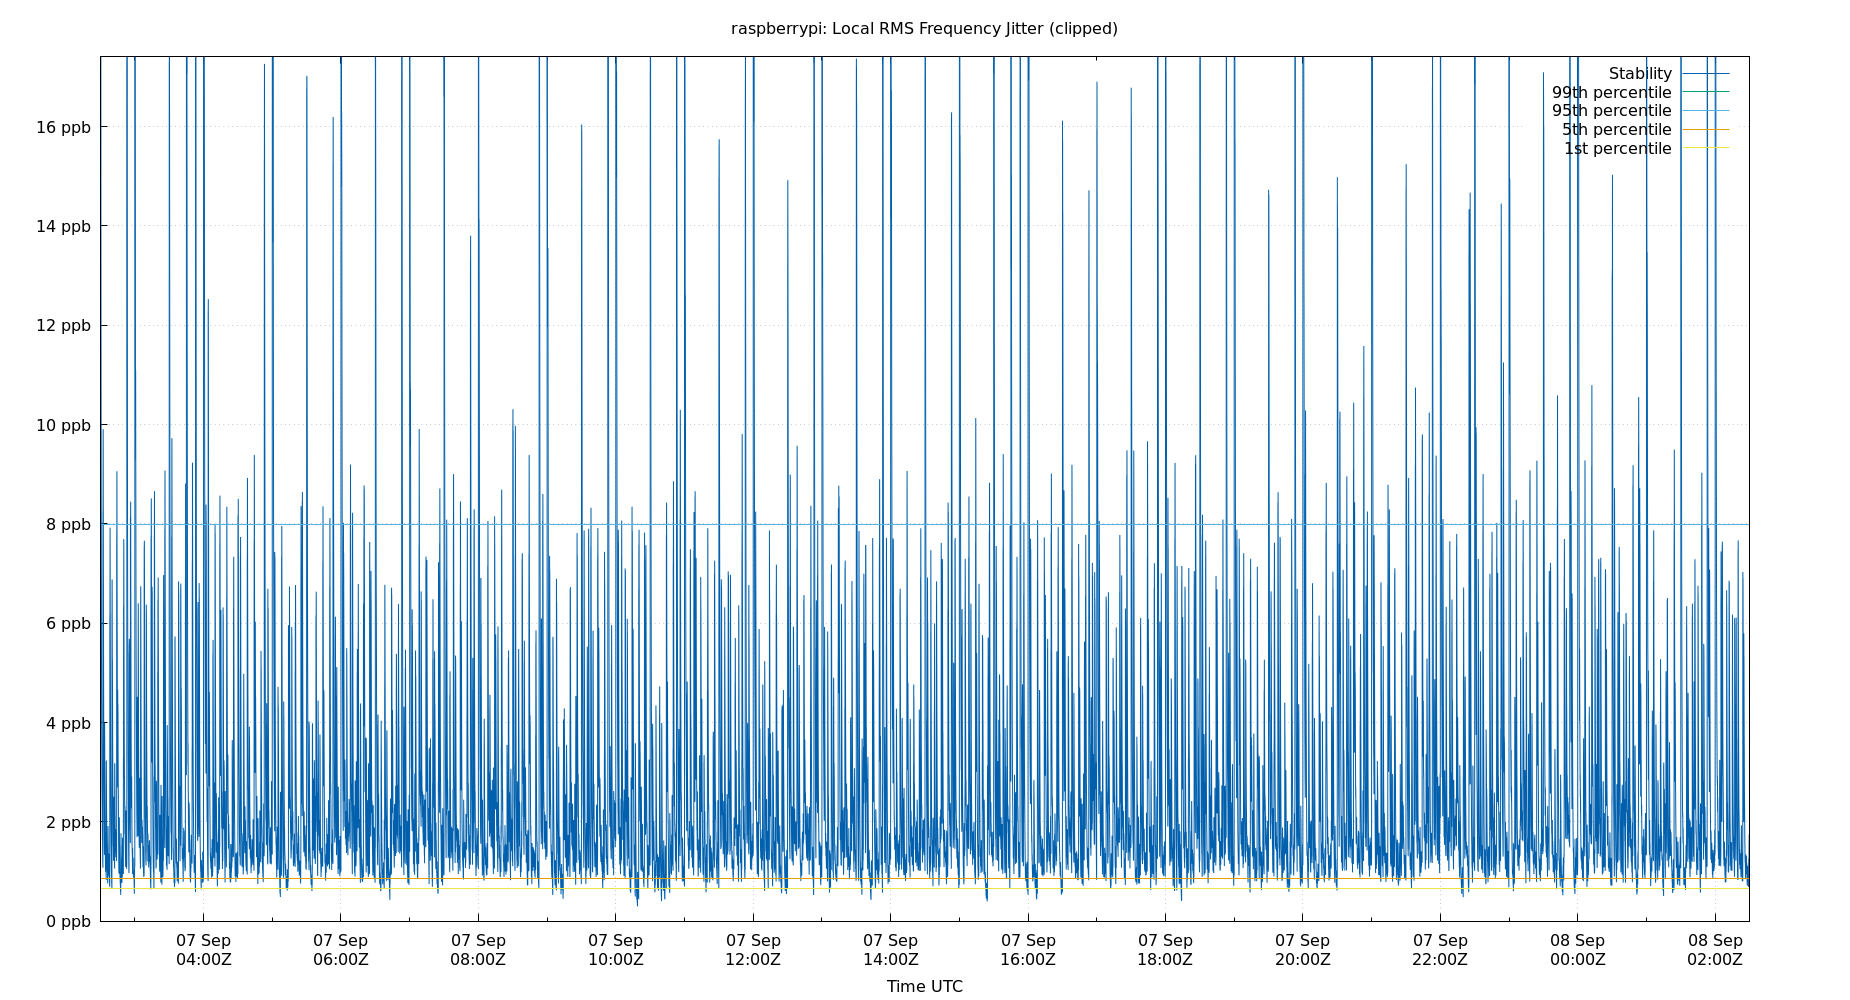 raspberrypi: Local RMS Frequency Jitter (clipped)
Stability
99th percentile
95th percentile
5th percentile
1st percentile
16 ppb
14 ppb
12 ppb
10 ppb
8 ppb
6 ppb
4 ppb
2 ppb
0 ppb
07 Sep 07 Sep 07 Sep 07 Sep 07 Sep 07 Sep 07 Sep 07 Sep 07 Sep 07 Sep 08 Sep 08 Sep
04:00Z 06:00Z 08:00Z 10:00Z 12:00Z 14:00Z 16:00Z 18:00Z 20:00Z 22:00Z 00:00Z 02:00Z
Time UTC